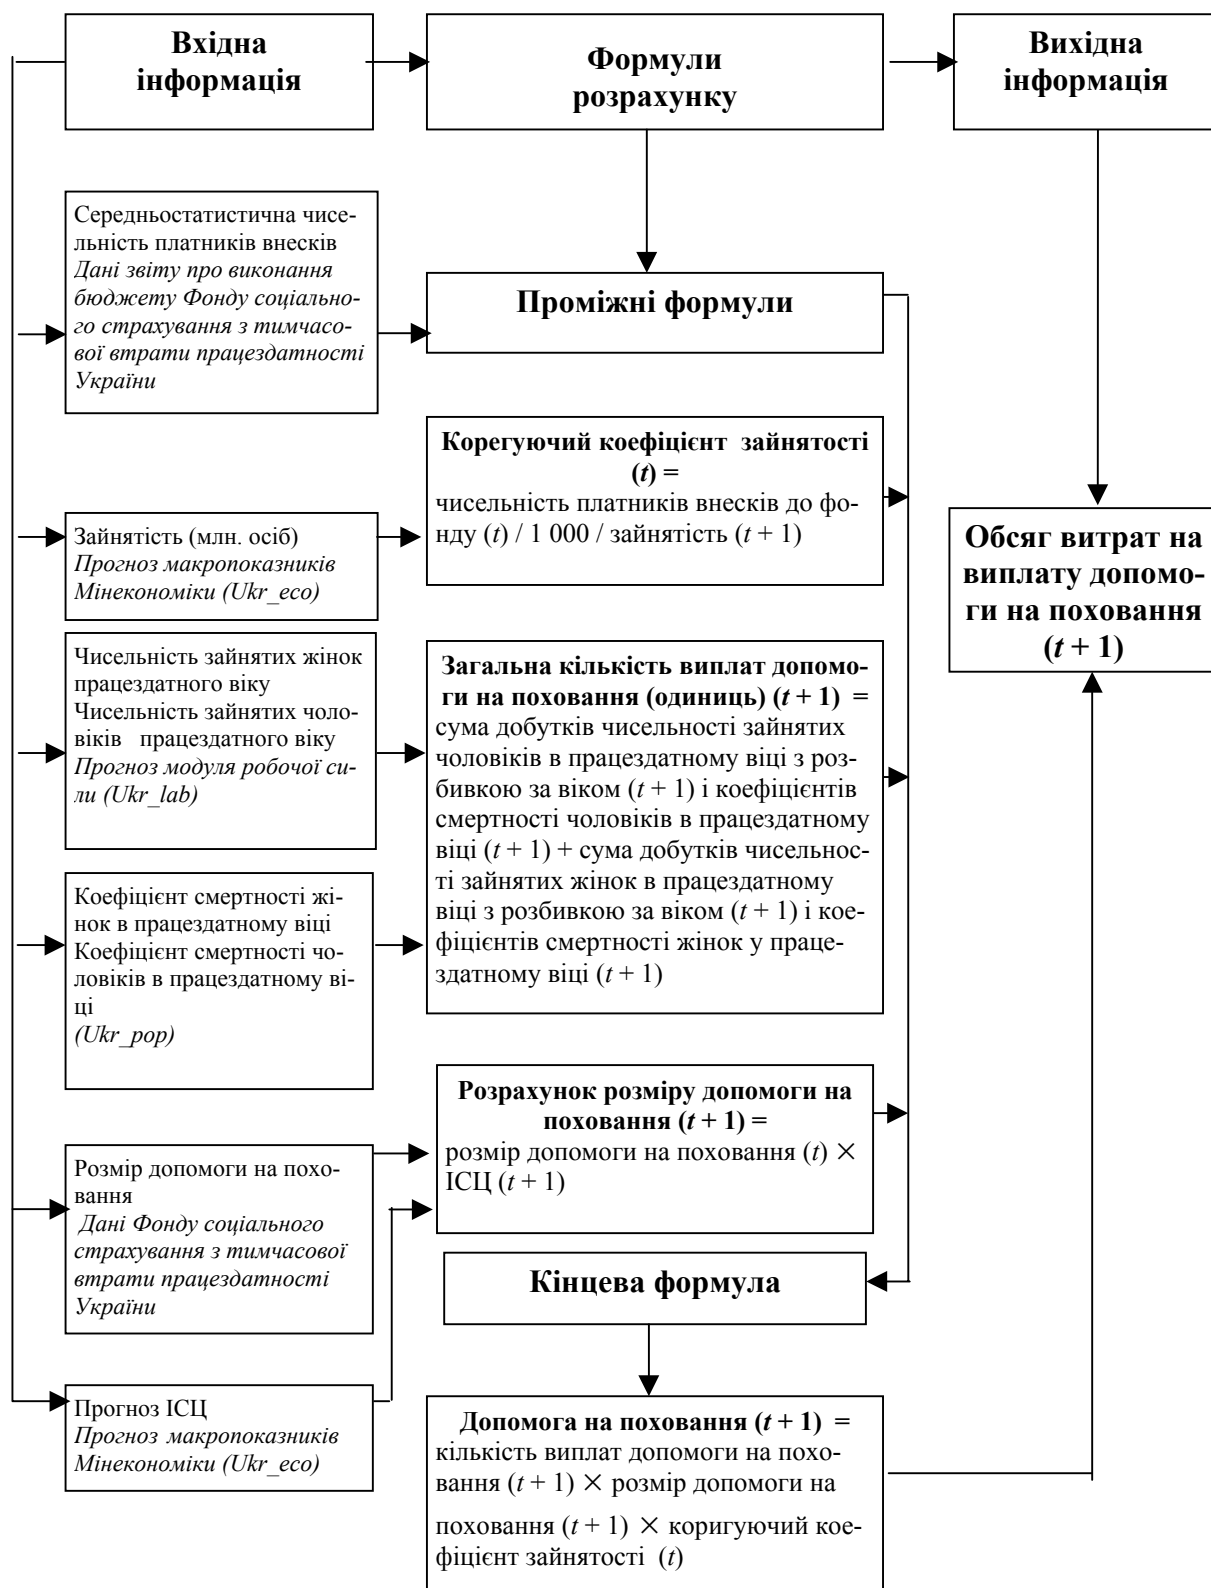 Вхідна
інформація
Формули
розрахунку
Вихідна
інформація
Середньостатистична чисе-
льність платників внесків
Дані звіту про виконання
бюджету Фонду соціально-
го страхування з тимчасо-
вої втрати працездатності
України
Проміжні формули
Корегуючий коефіцієнт зайнятості
(t) =
чисельність платників внесків до фо-
нду (t) / 1 000 / зайнятість (t + 1)
Зайнятість (млн. осіб)
Прогноз макропоказників
Мінекономіки (Ukr_eco)
Обсяг витрат на
виплату допомо-
ги на поховання
(t + 1)
Чисельність зайнятих жінок
працездатного віку
Чисельність зайнятих чоло-
віків працездатного віку
Прогноз модуля робочої си-
ли (Ukr_lab)
Загальна кількість виплат допомо-
ги на поховання (одиниць) (t + 1) =
сума добутків чисельності зайнятих
чоловіків в працездатному віці з роз-
бивкою за віком (t + 1) і коефіцієнтів
смертності чоловіків в працездатному
віці (t + 1) + сума добутків чисельнос-
ті зайнятих жінок в працездатному
віці з розбивкою за віком (t + 1) і кое-
фіцієнтів смертності жінок у праце-
здатному віці (t + 1)
Коефіцієнт смертності жі-
нок в працездатному віці
Коефіцієнт смертності чо-
ловіків в працездатному ві-
ці
(Ukr_pop)
Розрахунок розміру допомоги на
поховання (t + 1) =
розмір допомоги на поховання (t) ×
ІСЦ (t + 1)
Розмір допомоги на похо-
вання
Дані Фонду соціального
страхування з тимчасової
втрати працездатності
України
Кінцева формула
Прогноз ІСЦ
Прогноз макропоказників
Мінекономіки (Ukr_eco)
Допомога на поховання (t + 1) =
кількість виплат допомоги на похо-
вання (t + 1) × розмір допомоги на
поховання (t + 1) × коригуючий кое-
фіцієнт зайнятості (t)